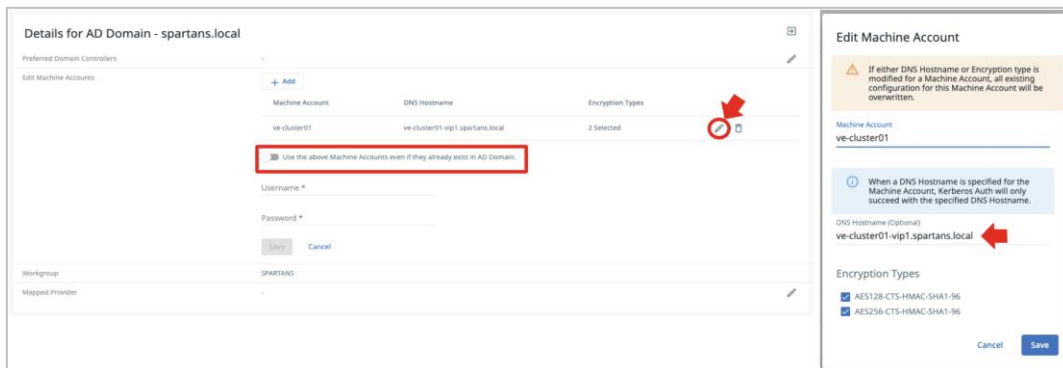 Details for AD Domain - spartans.local
Preferred Domain Controllers
-
Edit Machine Accounts
+ Add
Machine Account DNS Hostname Encryption Types
ve-cluster01 ve-cluster01-vip1.spartans.local 2 Selected
Use the above Machine Accounts even if they already exist in AD Domain.
Username *
Password *
Save Cancel
Workgroup SPARTANS
Mapped Provider -
Edit Machine Account
If either DNS Hostname or Encryption type is
modified for a Machine Account, all existing
configuration for this Machine Account will be
overwritten.
Machine Account
ve-cluster01
When a DNS Hostname is specified for the
Machine Account, Kerberos Auth will only
succeed with the specified DNS Hostname.
DNS Hostname (Optional)
ve-cluster01-vip1.spartans.local
Encryption Types
AES128-CTS-HMAC-SHA1-96
AES256-CTS-HMAC-SHA1-96
Cancel Save